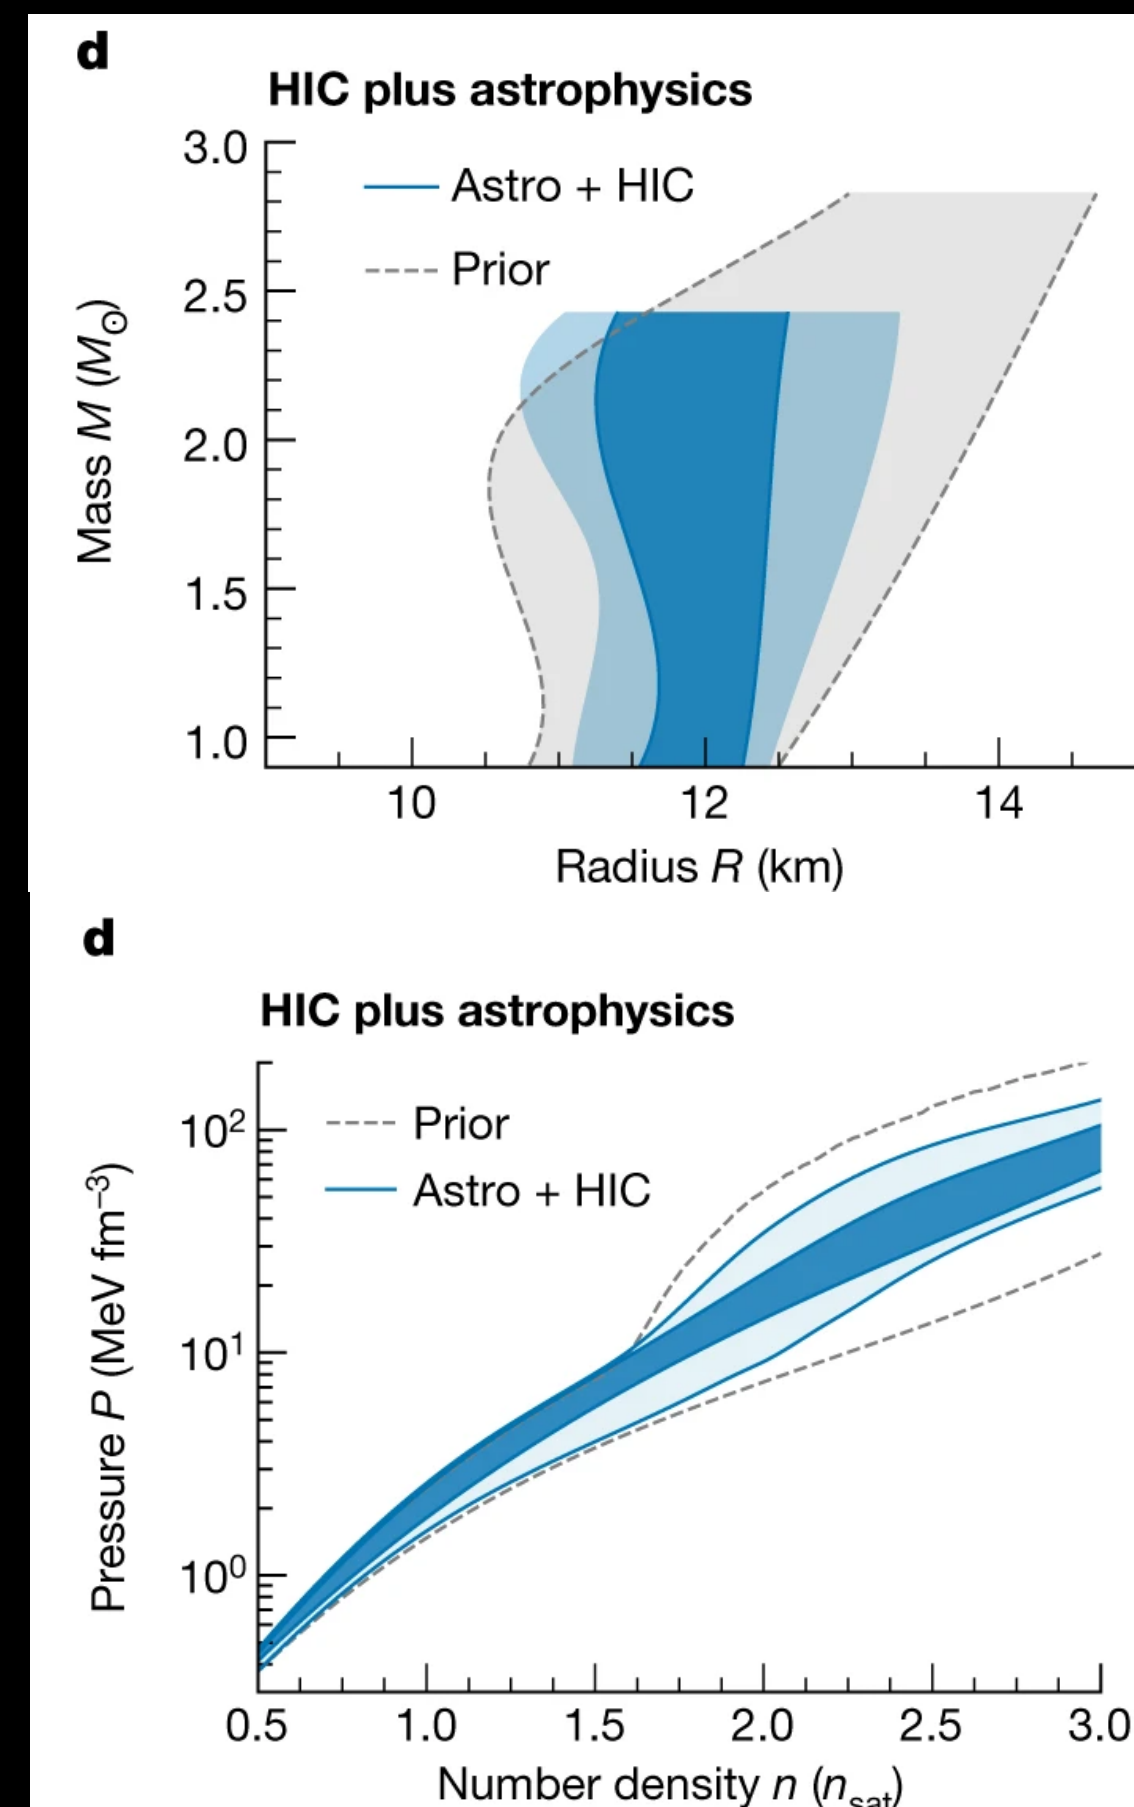 d
HIC plus astrophysics
3.0
Astro + HIC
Prior
2.5
Mass M (M⊙)
2.0
1.5
1.0
10 12 14
Radius R (km)
d
HIC plus astrophysics
Prior
10²
Astro + HIC
Pressure P (MeV fm⁻³)
10¹
10⁰
0.5 1.0 1.5 2.0 2.5 3.0
Number density n (nsat)